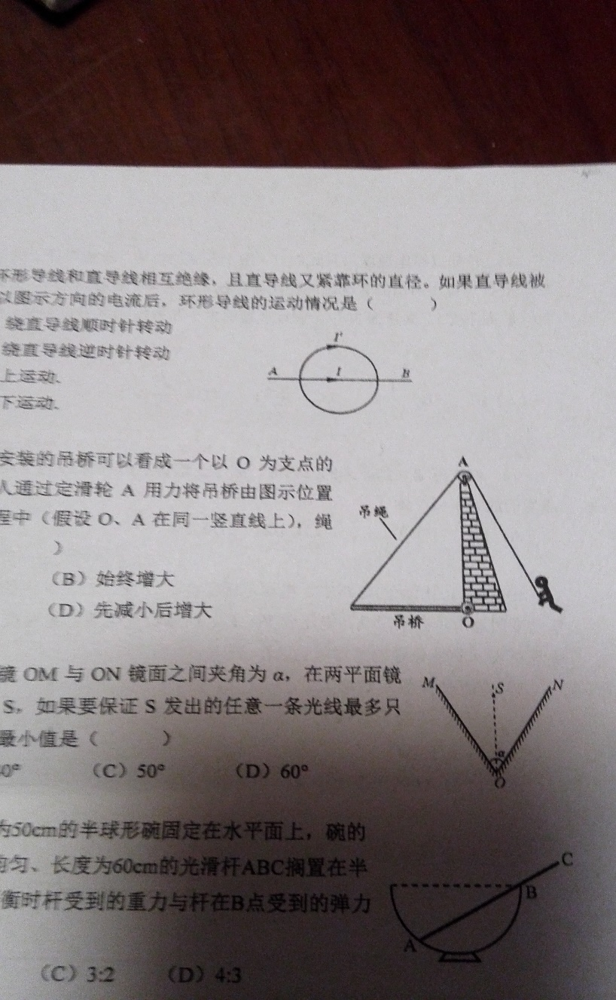 形导线和直导线相互绝缘，且直导线又紧靠环的直径。如果直导线被
以图示方向的电流后，环形导线的运动情况是（ ）
绕直导线顺时针转动
绕直导线逆时针转动
上运动.
下运动.
I'
A I B
安装的吊桥可以看成一个以 O 为支点的
人通过定滑轮 A 用力将吊桥由图示位置
程中（假设 O、A 在同一竖直线上），绳
）
（B）始终增大
（D）先减小后增大
A
吊绳
吊桥 O
镜 OM 与 ON 镜面之间夹角为 α，在两平面镜
S，如果要保证 S 发出的任意一条光线最多只
最小值是（ ）
0° （C）50° （D）60°
M S N
α
O
为50cm的半球形碗固定在水平面上，碗的
匀、长度为60cm的光滑杆ABC搁置在半
衡时杆受到的重力与杆在B点受到的弹力
（C）3:2 （D）4:3
C
B
A